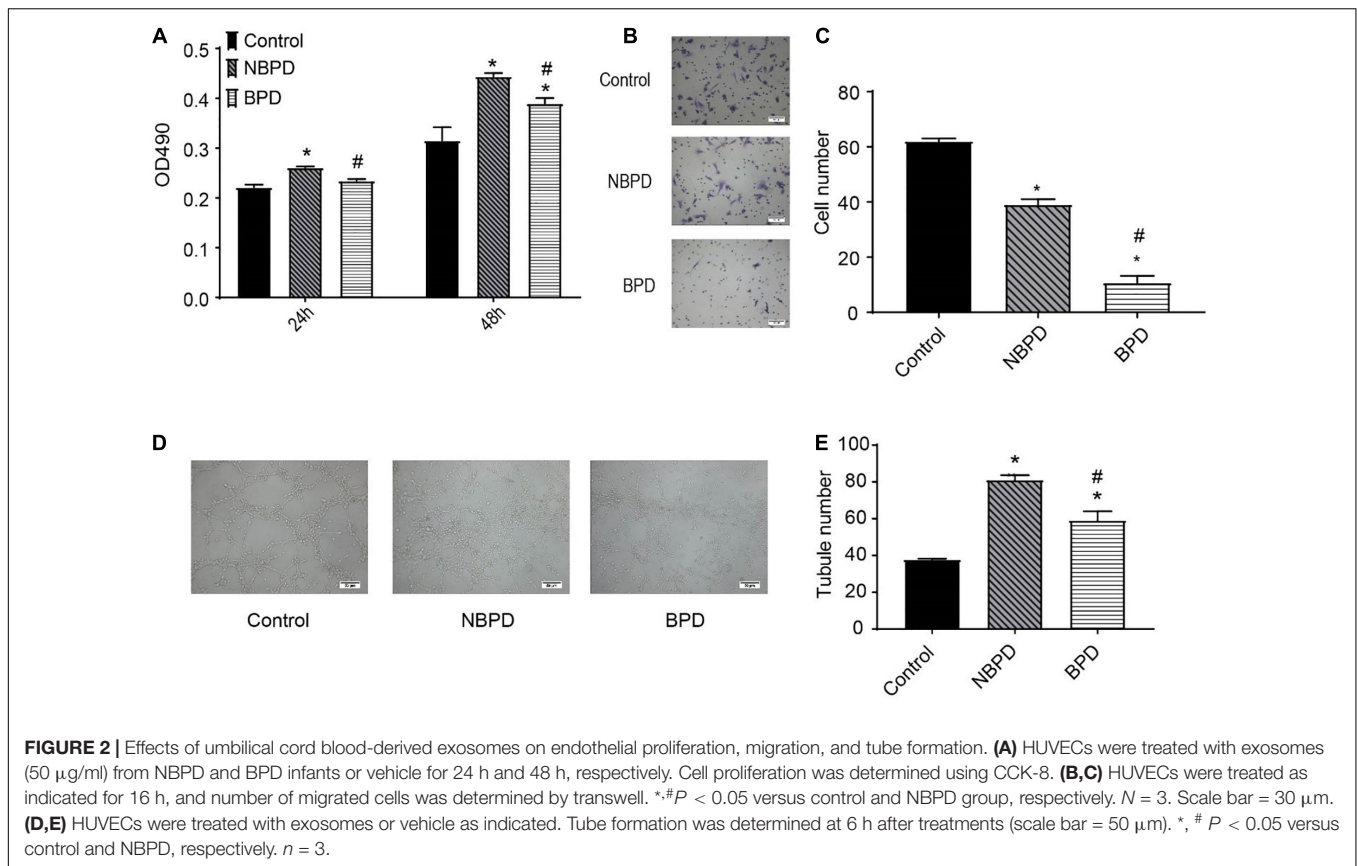 A
Control
NBPD
BPD
OD490
0.5
0.4
0.3
0.2
0.1
0.0
*
#
*
#
*
24h
48h
B
Control
NBPD
BPD
C
Cell number
80
60
40
20
0
*
#
*
Control
NBPD
BPD
D
Control
NBPD
BPD
E
Tubule number
100
80
60
40
20
0
*
#
*
Control
NBPD
BPD
FIGURE 2 | Effects of umbilical cord blood-derived exosomes on endothelial proliferation, migration, and tube formation. (A) HUVECs were treated with exosomes
(50 μg/ml) from NBPD and BPD infants or vehicle for 24 h and 48 h, respectively. Cell proliferation was determined using CCK-8. (B,C) HUVECs were treated as
indicated for 16 h, and number of migrated cells was determined by transwell. *,#P < 0.05 versus control and NBPD group, respectively. N = 3. Scale bar = 30 μm.
(D,E) HUVECs were treated with exosomes or vehicle as indicated. Tube formation was determined at 6 h after treatments (scale bar = 50 μm). *, # P < 0.05 versus
control and NBPD, respectively. n = 3.